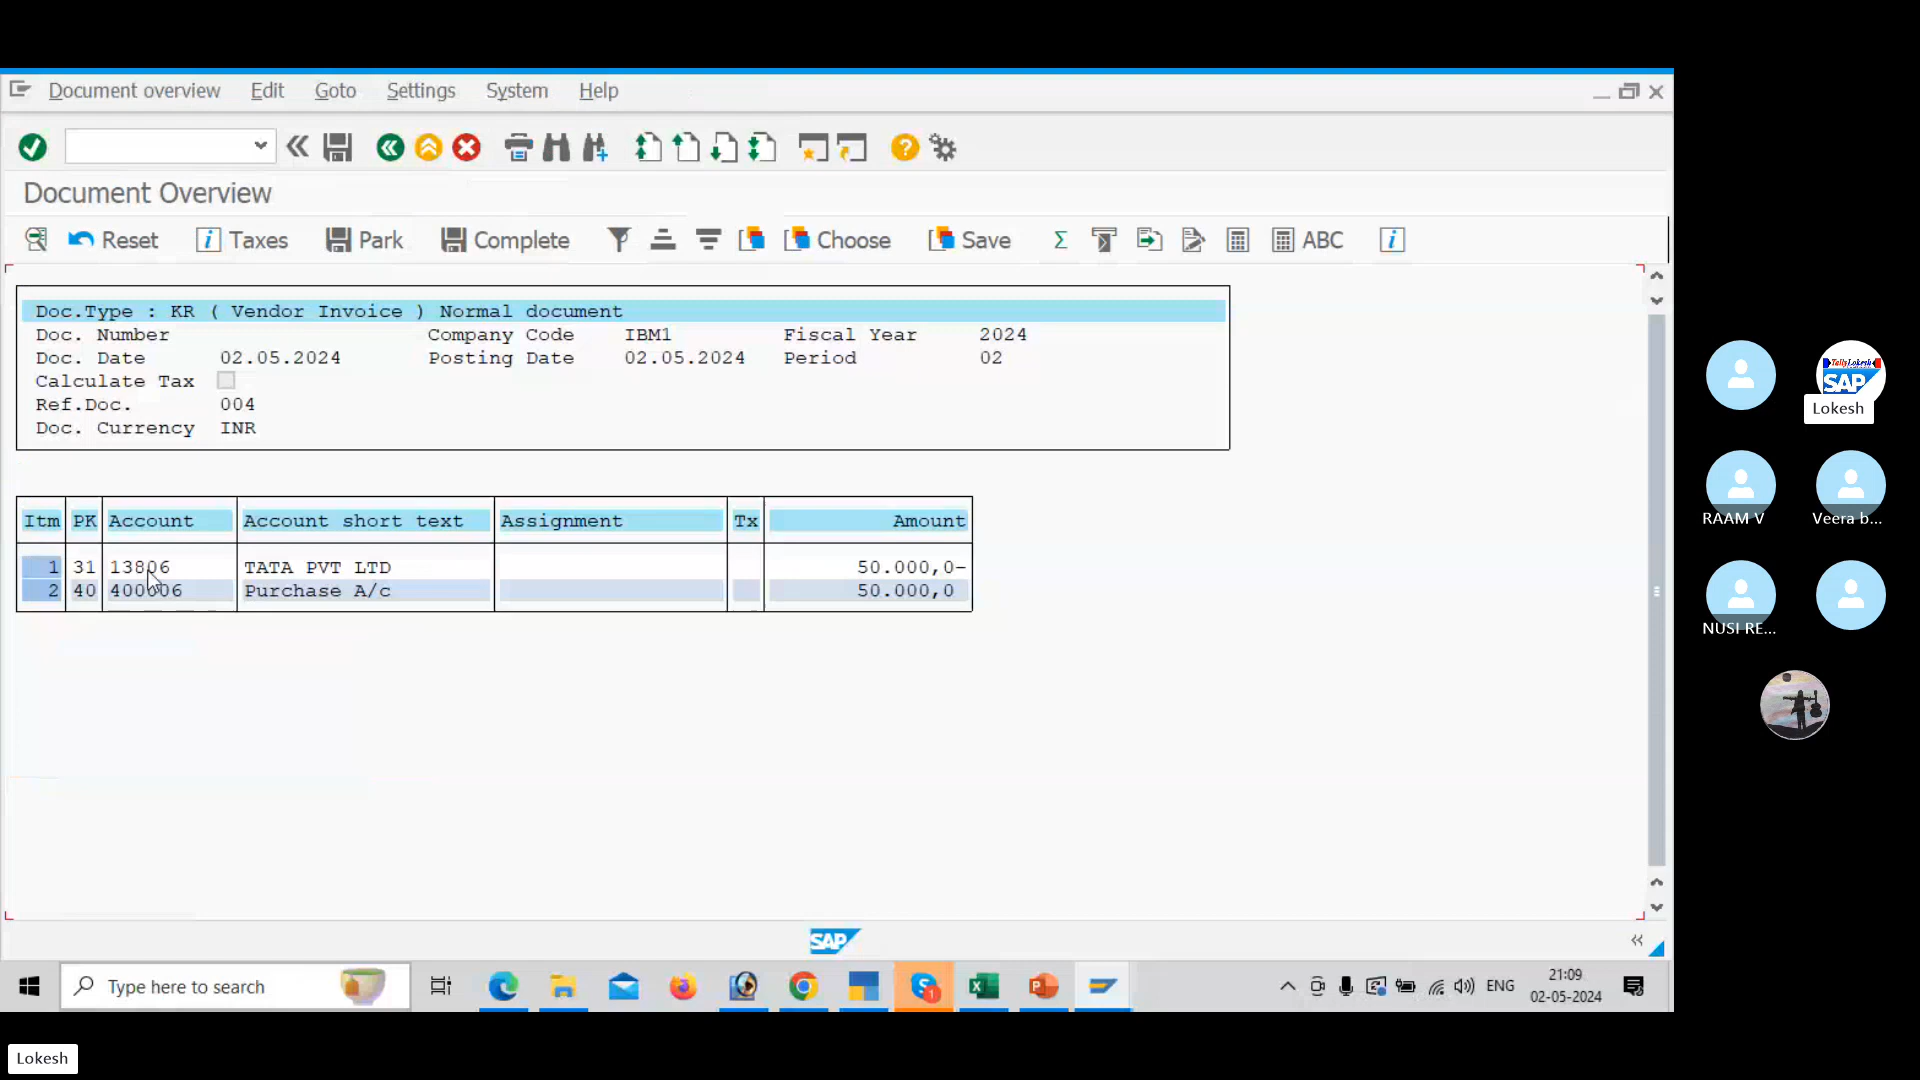 Document overview Edit Goto Settings System Help
Document Overview
Reset Taxes Park Complete Choose Save Σ ABC
Doc.Type : KR ( Vendor Invoice ) Normal document
Doc. Number Company Code IBM1 Fiscal Year 2024
Doc. Date 02.05.2024 Posting Date 02.05.2024 Period 02
Calculate Tax
Ref.Doc. 004
Doc. Currency INR
Itm PK Account Account short text Assignment Tx Amount
1 31 13806 TATA PVT LTD 50.000,0-
2 40 400006 Purchase A/c 50.000,0
SAP
Type here to search
ENG
21:09
02-05-2024
TallyLokesh
SAP
Lokesh
RAAM V
Veera b...
NUSI RE...
Lokesh